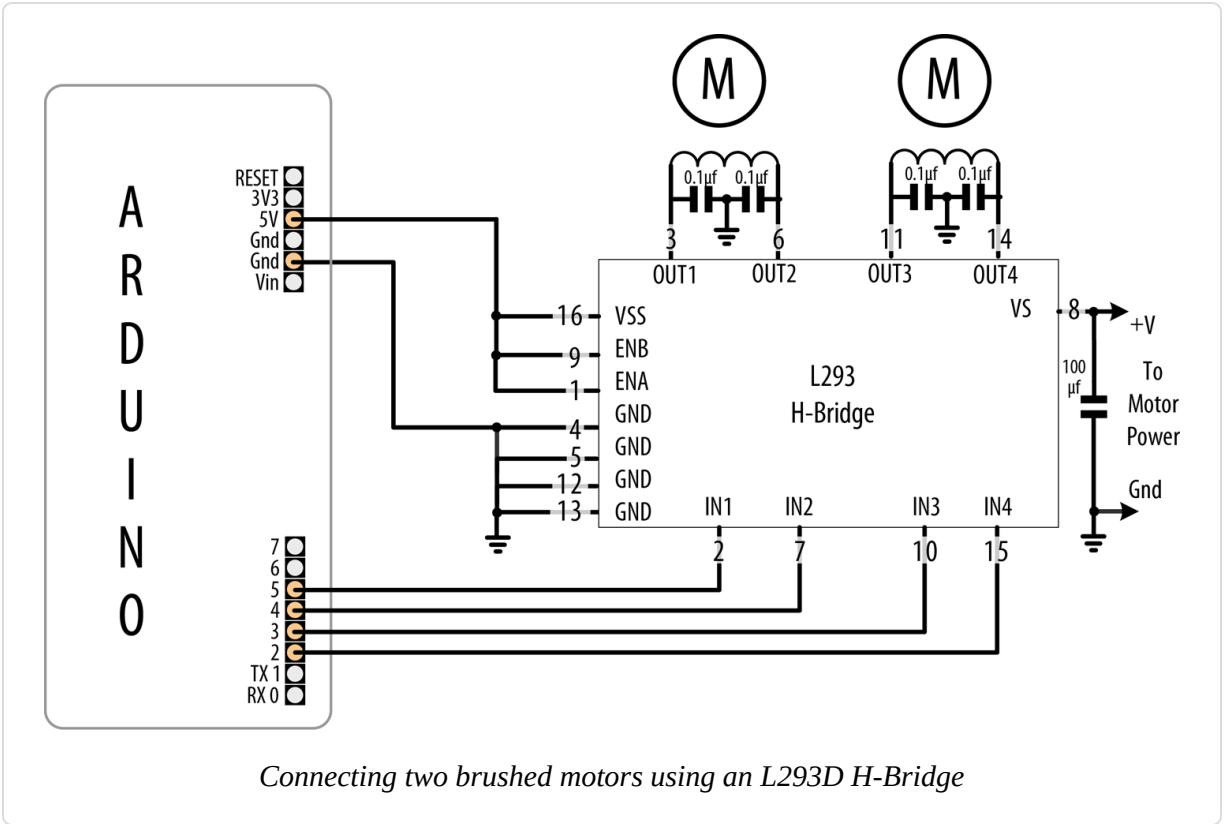 M
M
0.1µf
0.1µf
0.1µf
0.1µf
3
6
11
14
OUT1
OUT2
OUT3
OUT4
ARDUINO
RESET
3V3
5V
Gnd
Gnd
Vin
16 VSS
9 ENB
1 ENA
4 GND
5 GND
12 GND
13 GND
L293
H-Bridge
VS 8
+V
100
µf
To
Motor
Power
Gnd
IN1
IN2
IN3
IN4
2
7
10
15
7
6
5
4
3
2
TX 1
RX 0
Connecting two brushed motors using an L293D H-Bridge